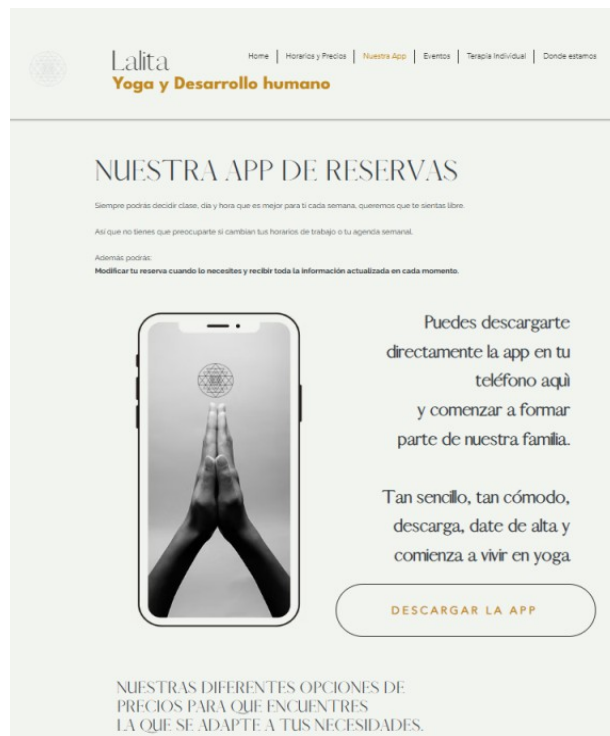 Lalita
Yoga y Desarrollo humano
Home | Horarios y Precios | Nuestra App | Eventos | Terapia Individual | Donde estamos
NUESTRA APP DE RESERVAS
Siempre podrás decidir clase, día y hora que es mejor para ti cada semana, queremos que te sientas libre.
Así que no tienes que preocuparte si cambian tus horarios de trabajo o tu agenda semanal.
Además podrás:
Modificar tu reserva cuando lo necesites y recibir toda la información actualizada en cada momento.
Puedes descargarte
directamente la app en tu
teléfono aquì
y comenzar a formar
parte de nuestra familia.
Tan sencillo, tan cómodo,
descarga, date de alta y
comienza a vivir en yoga
DESCARGAR LA APP
NUESTRAS DIFERENTES OPCIONES DE
PRECIOS PARA QUE ENCUENTRES
LA QUE SE ADAPTE A TUS NECESIDADES.